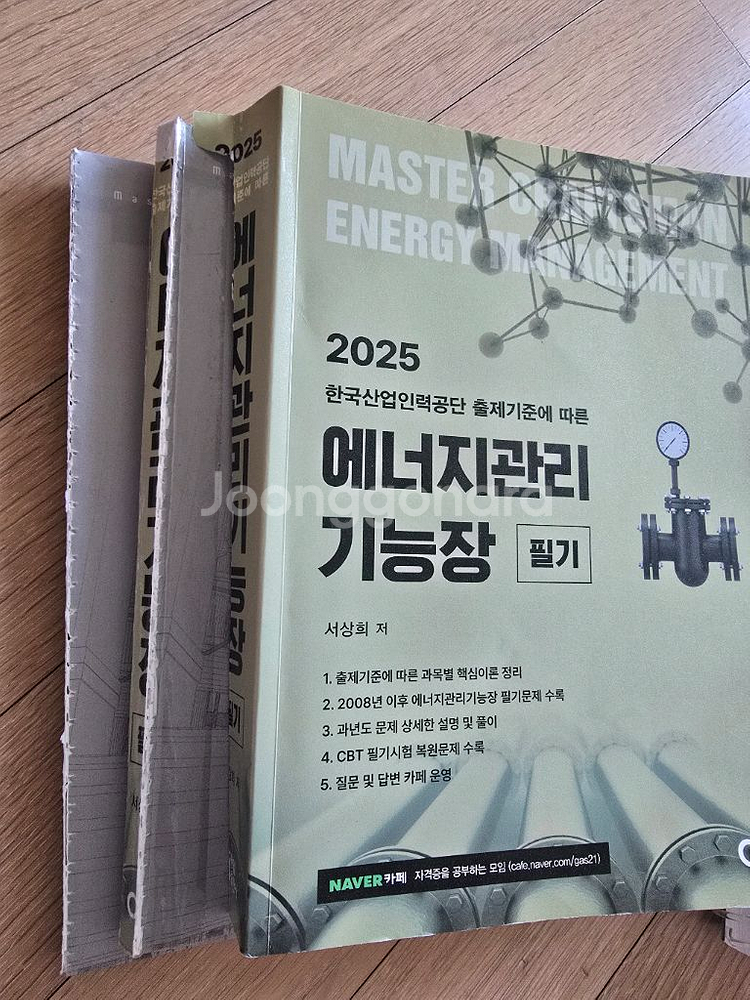 MASTER CRAFTSMAN
ENERGY MANAGEMENT
2025
한국산업인력공단 출제기준에 따른
에너지관리
기능장 필기
서상희 저
1. 출제기준에 따른 과목별 핵심이론 정리
2. 2008년 이후 에너지관리기능장 필기문제 수록
3. 과년도 문제 상세한 설명 및 풀이
4. CBT 필기시험 복원문제 수록
5. 질문 및 답변 카페 운영
NAVER카페 자격증을 공부하는 모임 (cafe.naver.com/gas21)
Joonggonara
2025
에너지관리기능장
필기